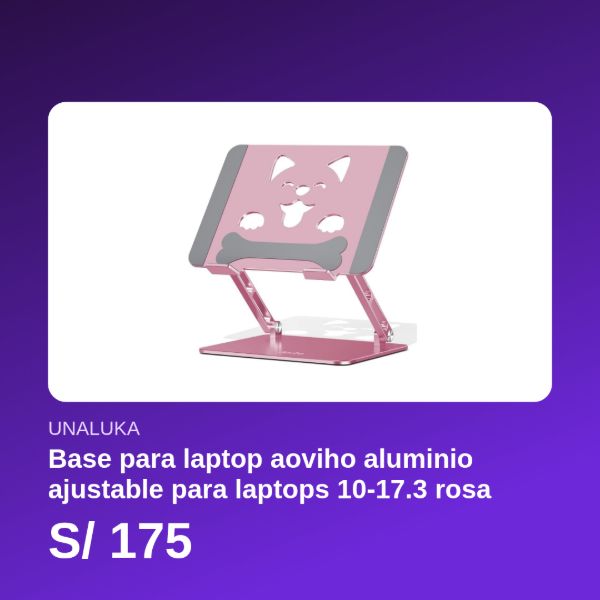 UNALUKA
Base para laptop aoviho aluminio
ajustable para laptops 10-17.3 rosa
S/ 175